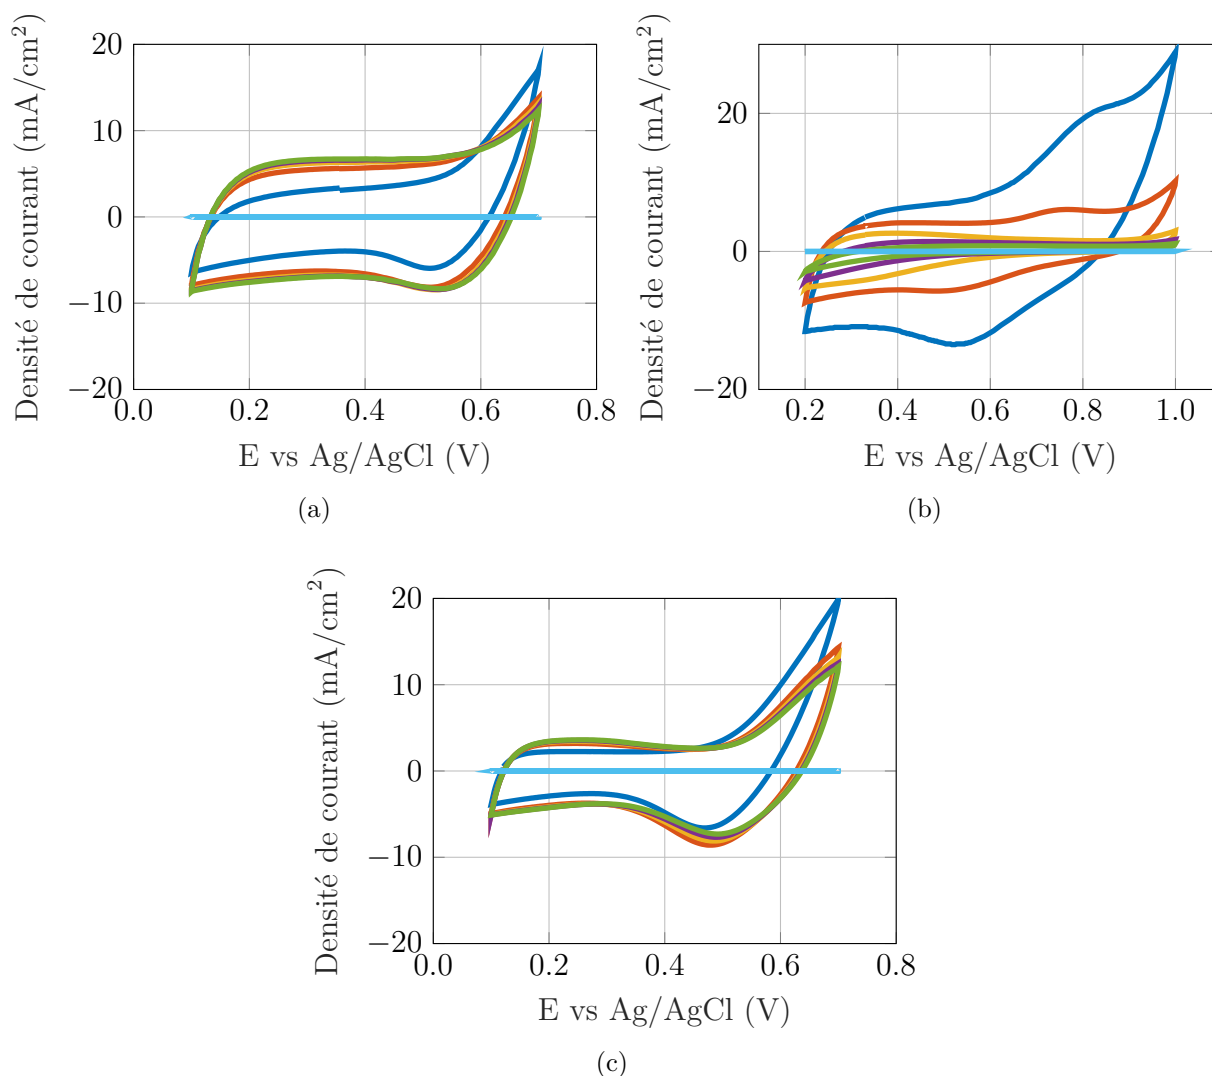 20
10
0
−10
−20
0.0 0.2 0.4 0.6 0.8
E vs Ag/AgCl (V)
Densité de courant (mA/cm²)
(a)
20
0
−20
0.2 0.4 0.6 0.8 1.0
E vs Ag/AgCl (V)
Densité de courant (mA/cm²)
(b)
20
10
0
−10
−20
0.0 0.2 0.4 0.6 0.8
E vs Ag/AgCl (V)
Densité de courant (mA/cm²)
(c)